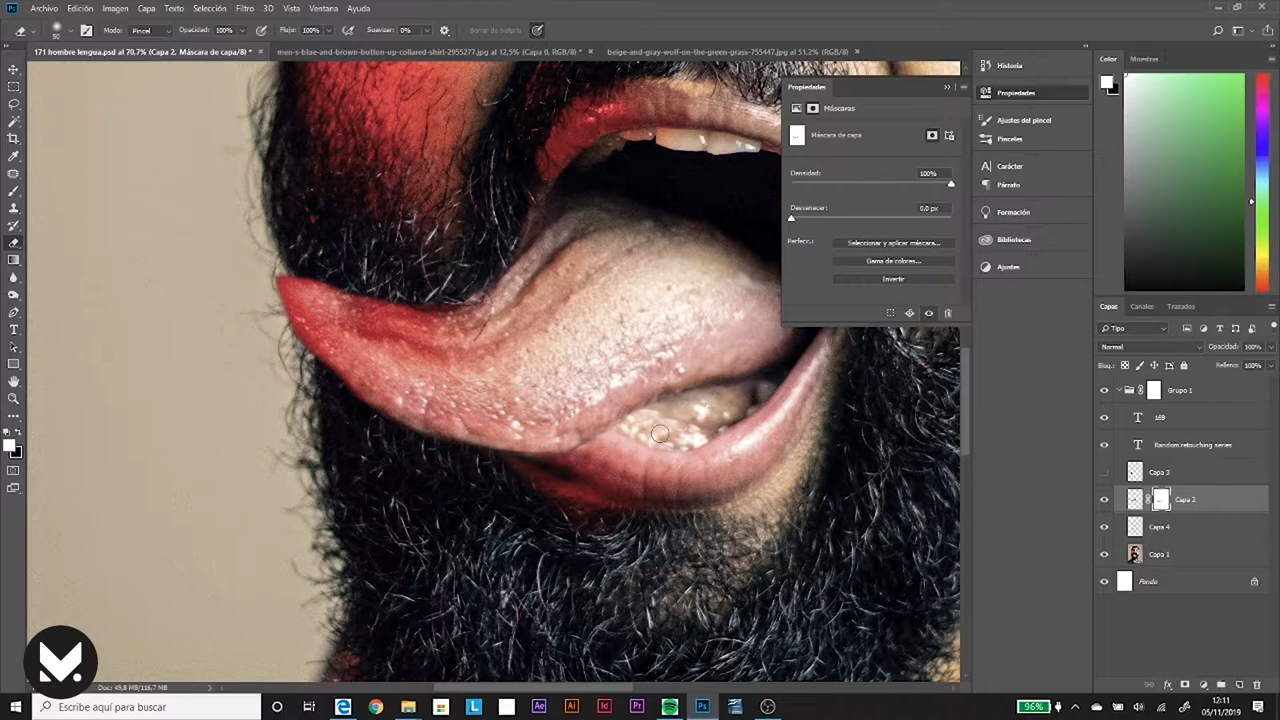 Archivo Edición Imagen Capa Texto Selección Filtro 3D Vista Ventana Ayuda
50 Modo: Pincel Opacidad: 100% Flujo: 100% Suavizar: 0% Borrar de historia
171 hombre lengua.psd al 70,7% (Capa 2, Máscara de capa/8) * ×
men-s-blue-and-brown-button-up-collared-shirt-2955277.jpg al 12,5% (Capa 0, RGB/8) * ×
beige-and-gray-wolf-on-the-green-grass-755447.jpg al 51,2% (RGB/8) ×
Propiedades
Máscaras
Máscara de capa
Densidad: 100%
Desvanecer: 0,0 px
Perfecc.: Seleccionar y aplicar máscara...
Gama de colores...
Invertir
Historia
Propiedades
Ajustes del pincel
Pinceles
Carácter
Párrafo
Formación
Bibliotecas
Ajustes
Color Muestras
Capas Canales Trazados
Tipo
Normal Opacidad: 100%
Bloq.: Relleno: 100%
Grupo 1
169
Random retouching series
Capa 3
Capa 2
Capa 4
Capa 1
Fondo
Doc: 49,8 MB/116,7 MB
Escribe aquí para buscar
96%
12:11
05/11/2019